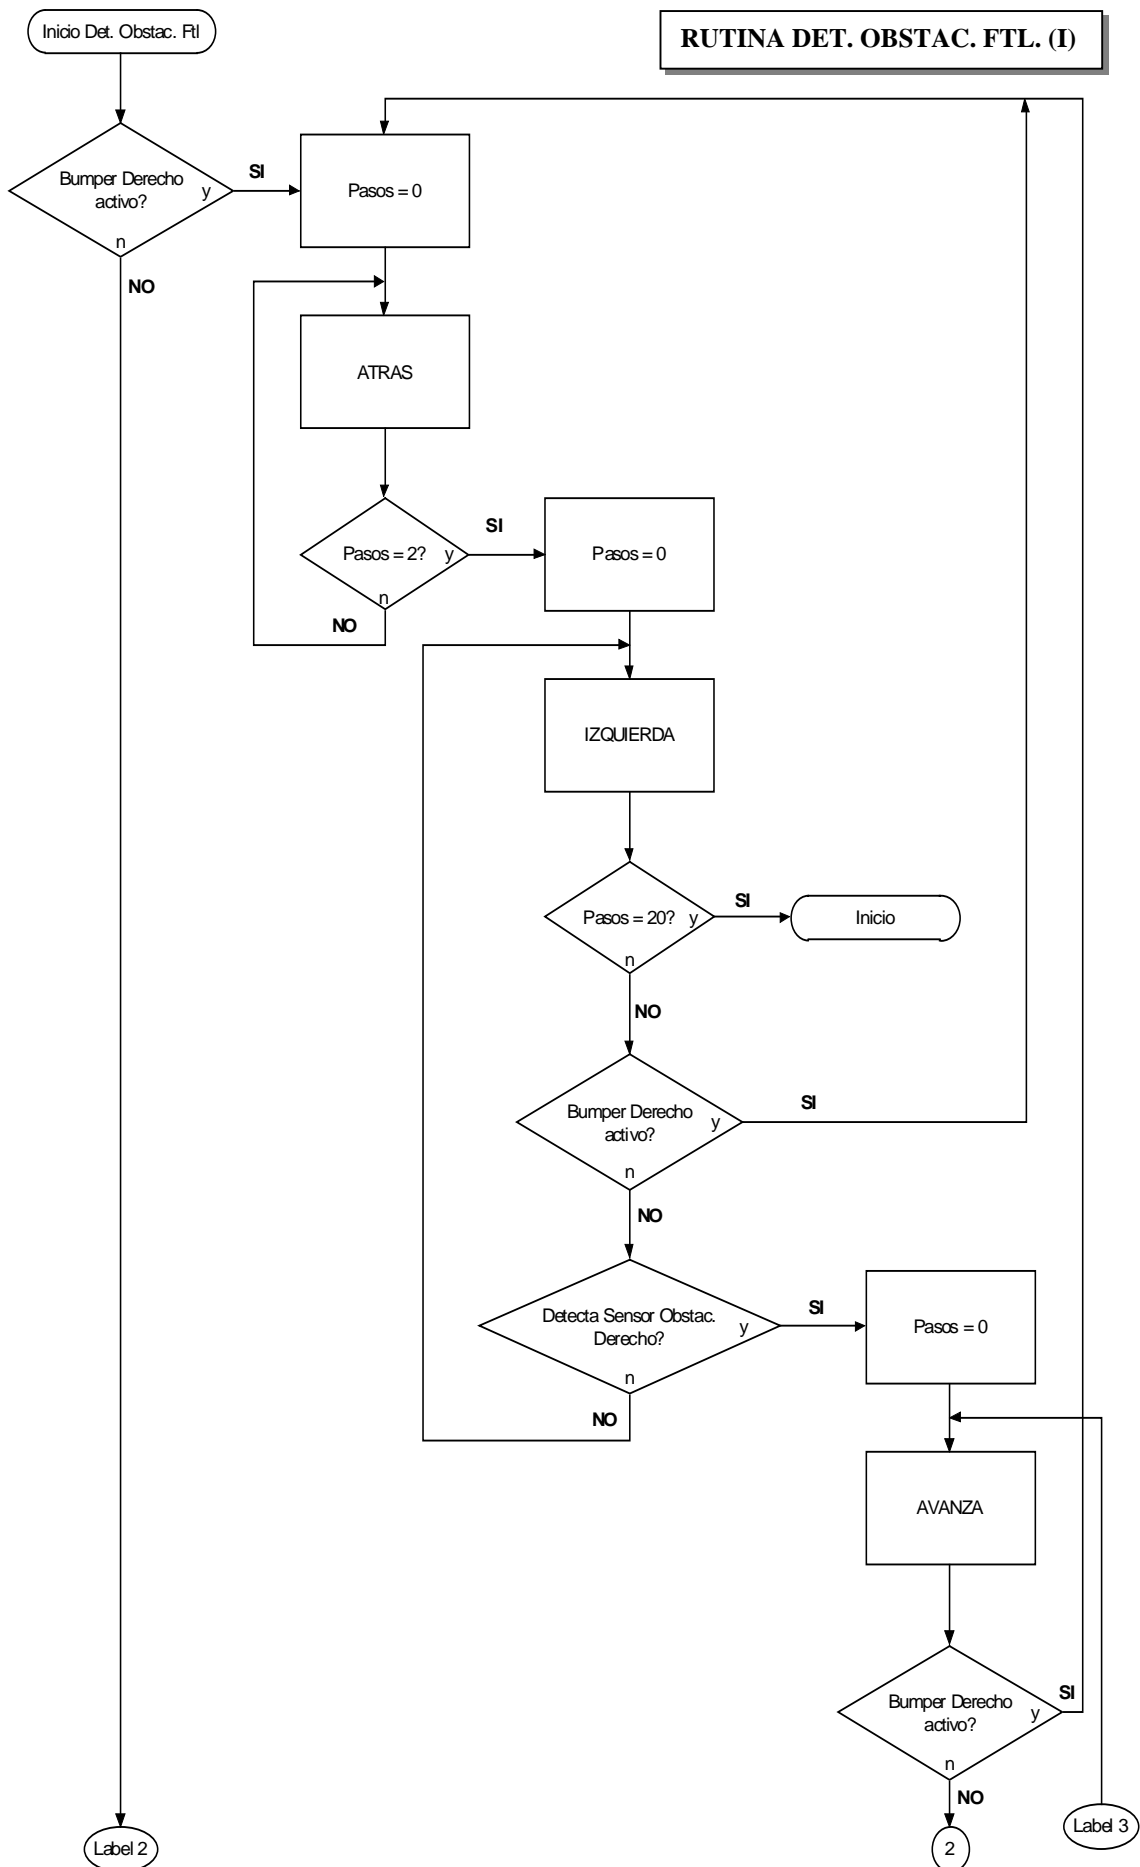 Inicio Det. Obstac. Ftl
RUTINA DET. OBSTAC. FTL. (I)
Bumper Derecho
activo?
y
n
SI
NO
Pasos = 0
ATRAS
Pasos = 2?
y
n
SI
NO
Pasos = 0
IZQUIERDA
Pasos = 20?
y
n
SI
Inicio
NO
Bumper Derecho
activo?
y
n
SI
NO
Detecta Sensor Obstac.
Derecho?
y
n
SI
NO
Pasos = 0
AVANZA
Bumper Derecho
activo?
y
n
SI
NO
Label 2
2
Label 3